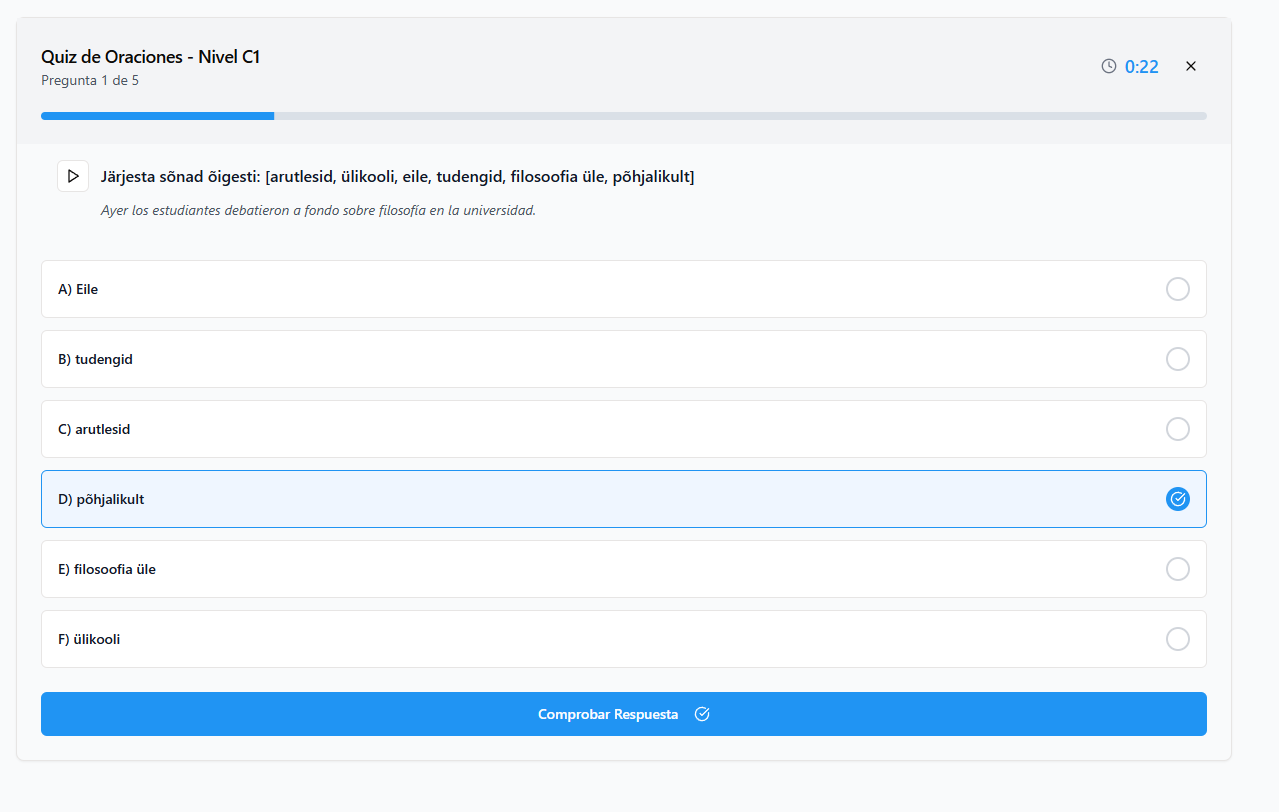 Quiz de Oraciones - Nivel C1
Pregunta 1 de 5
0:22
Järjesta sõnad õigesti: [arutlesid, ülikooli, eile, tudengid, filosoofia üle, põhjalikult]
Ayer los estudiantes debatieron a fondo sobre filosofía en la universidad.
A) Eile
B) tudengid
C) arutlesid
D) põhjalikult
E) filosoofia üle
F) ülikooli
Comprobar Respuesta